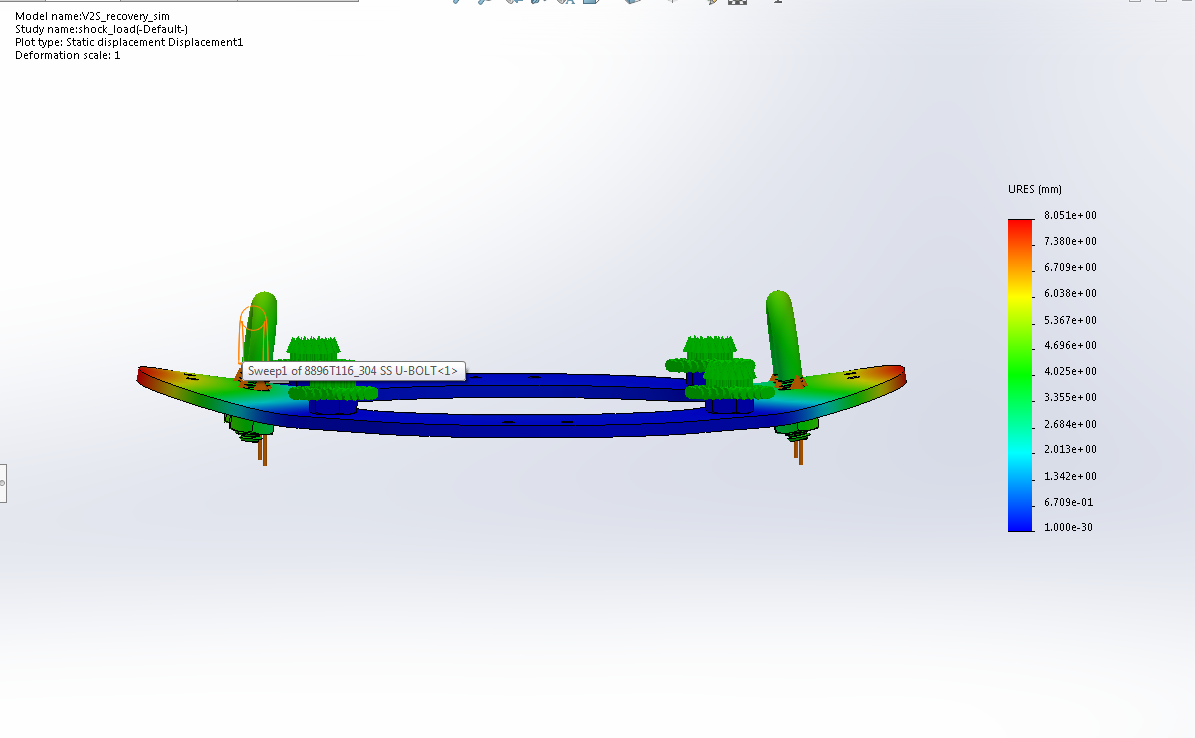 Model name:V2S_recovery_sim
Study name:shock_load(-Default-)
Plot type: Static displacement Displacement1
Deformation scale: 1
URES (mm)
8.051e+00
7.380e+00
6.709e+00
6.038e+00
5.367e+00
4.696e+00
4.025e+00
3.355e+00
2.684e+00
2.013e+00
1.342e+00
6.709e-01
1.000e-30
Sweep1 of 8896T116_304 SS U-BOLT<1>